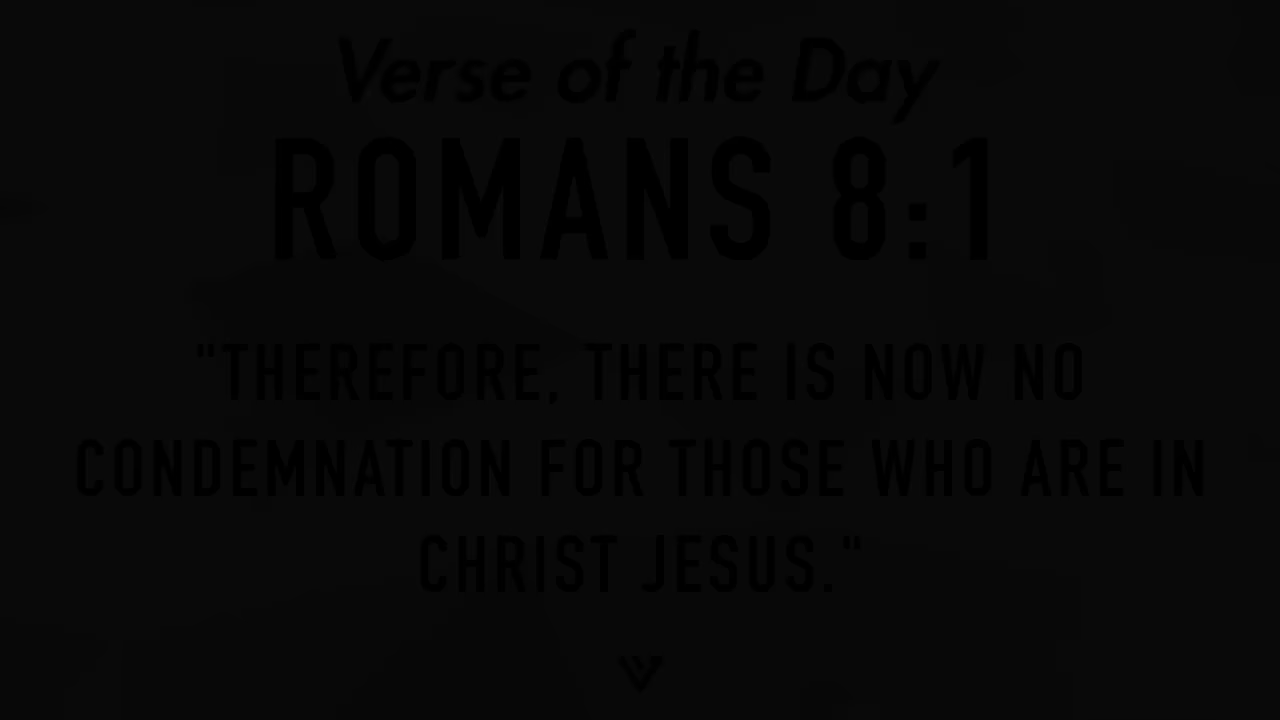 Verse of the Day
ROMANS 8:1
"THEREFORE, THERE IS NOW NO
CONDEMNATION FOR THOSE WHO ARE IN
CHRIST JESUS."